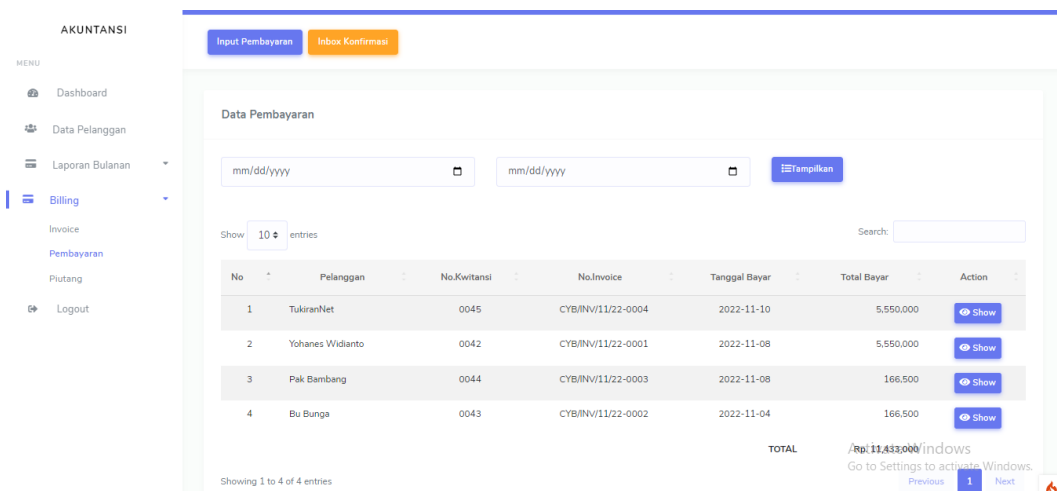 AKUNTANSI
MENU
Dashboard
Data Pelanggan
Laporan Bulanan
Billing
Invoice
Pembayaran
Piutang
Logout
Input Pembayaran Inbox Konfirmasi
Data Pembayaran
mm/dd/yyyy mm/dd/yyyy Tampilkan
Show 10 entries Search:
No Pelanggan No.Kwitansi No.Invoice Tanggal Bayar Total Bayar Action
1 TukiranNet 0045 CYB/INV/11/22-0004 2022-11-10 5,550,000 Show
2 Yohanes Widianto 0042 CYB/INV/11/22-0001 2022-11-08 5,550,000 Show
3 Pak Bambang 0044 CYB/INV/11/22-0003 2022-11-08 166,500 Show
4 Bu Bunga 0043 CYB/INV/11/22-0002 2022-11-04 166,500 Show
TOTAL Rp. 11,433,000
Activate Windows
Go to Settings to activate Windows.
Showing 1 to 4 of 4 entries Previous 1 Next